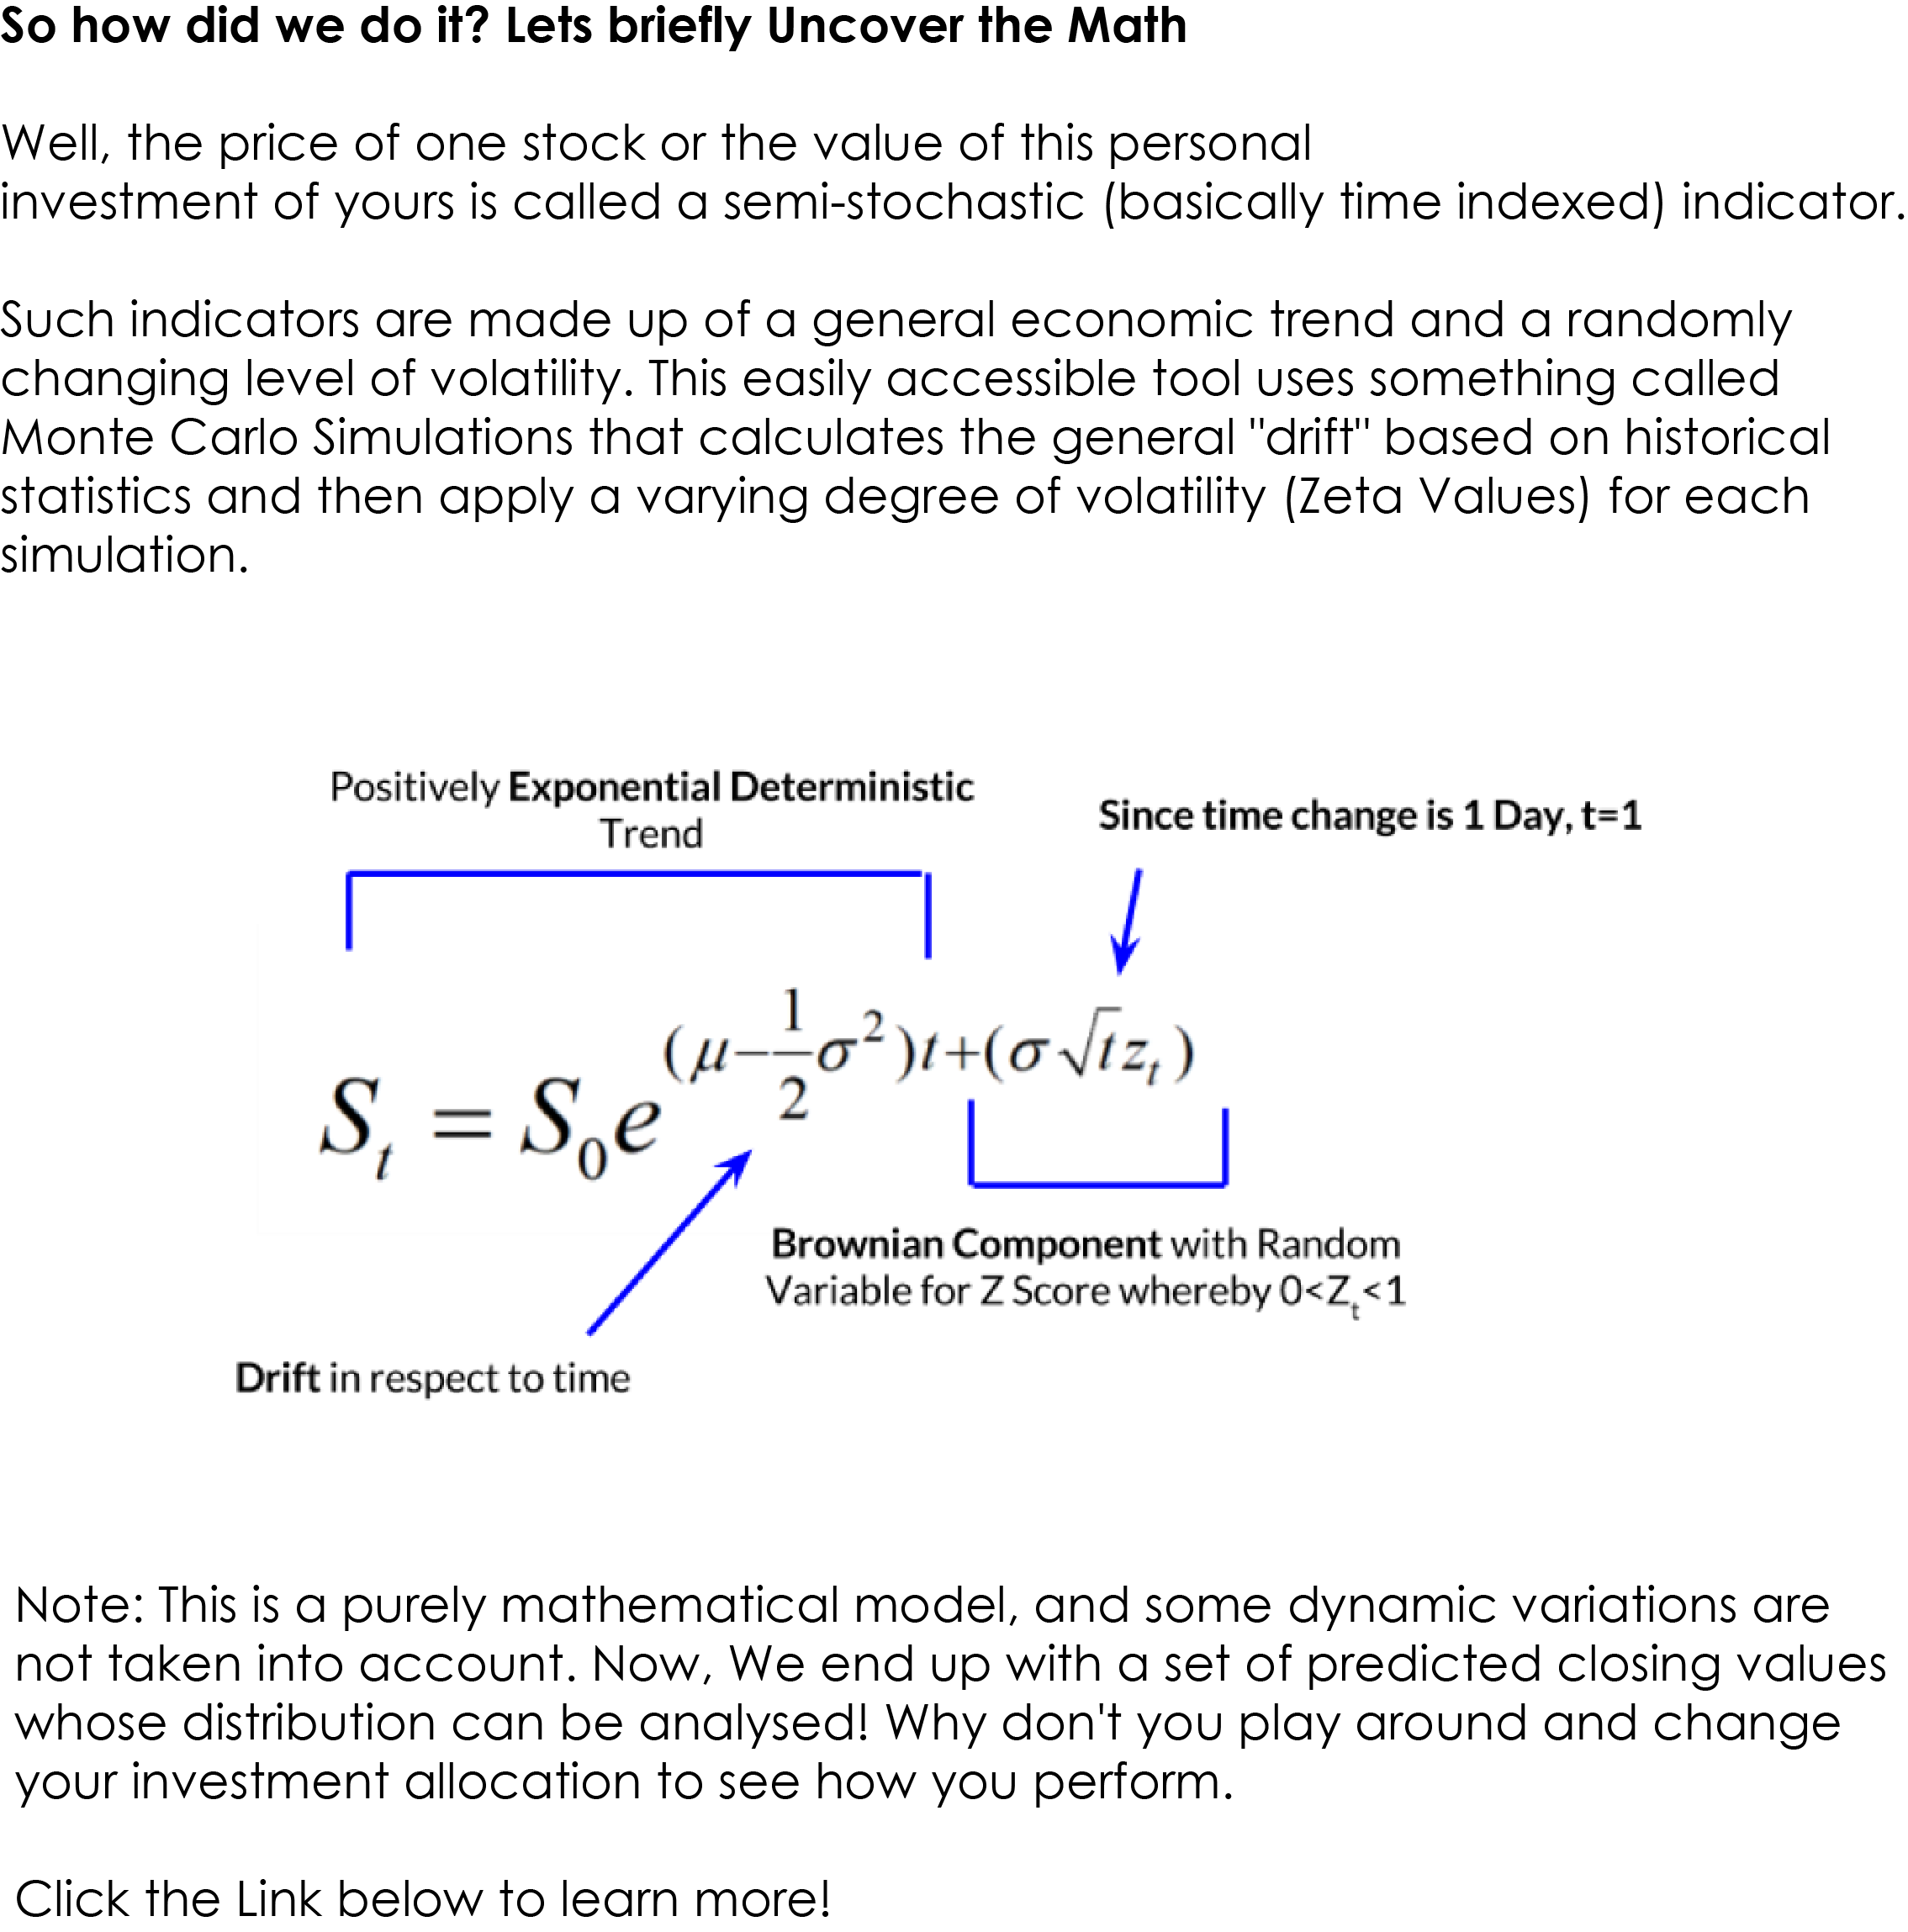 So how did we do it? Lets briefly Uncover the Math
Well, the price of one stock or the value of this personal
investment of yours is called a semi-stochastic (basically time indexed) indicator.
Such indicators are made up of a general economic trend and a randomly
changing level of volatility. This easily accessible tool uses something called
Monte Carlo Simulations that calculates the general "drift" based on historical
statistics and then apply a varying degree of volatility (Zeta Values) for each
simulation.
Positively Exponential Deterministic
Trend
Since time change is 1 Day, t=1
S_t = S_0 e^{(μ-\frac{1}{2}σ^2)t+(σ√t z_t)}
Brownian Component with Random
Variable for Z Score whereby 0<Z_t<1
Drift in respect to time
Note: This is a purely mathematical model, and some dynamic variations are
not taken into account. Now, We end up with a set of predicted closing values
whose distribution can be analysed! Why don't you play around and change
your investment allocation to see how you perform.
Click the Link below to learn more!